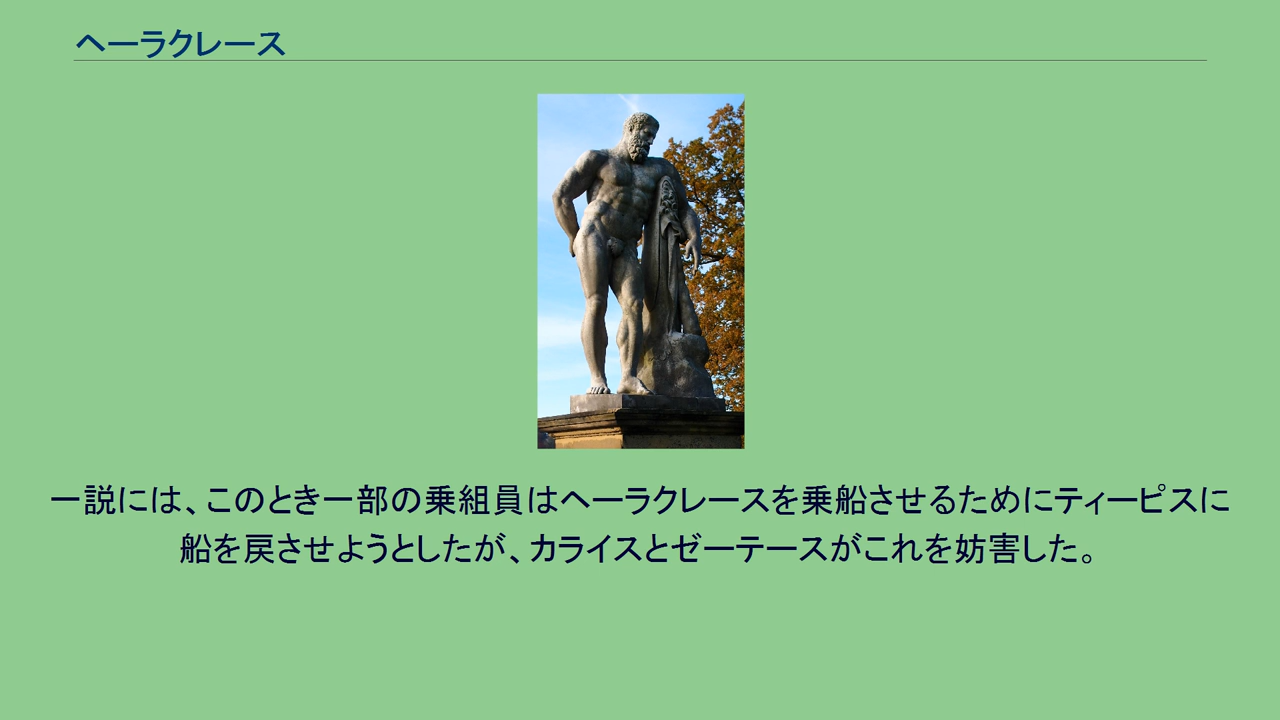 ヘーラクレース
一説には、このとき一部の乗組員はヘーラクレースを乗船させるためにティーピスに
船を戻させようとしたが、カライスとゼーテースがこれを妨害した。